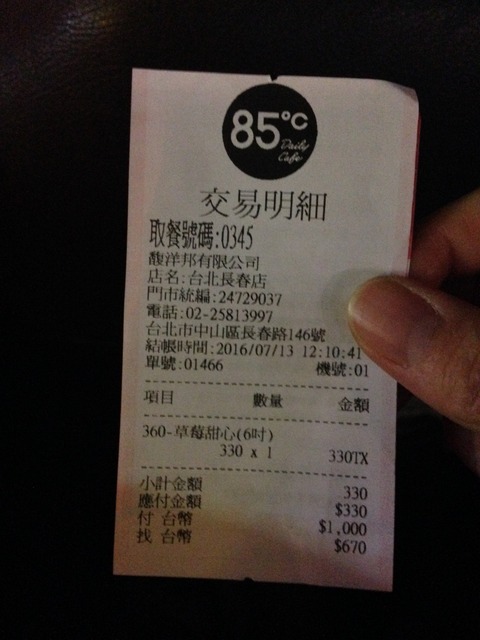 85°C
Daily
Cafe
交易明細
取餐號碼:0345
馥洋邦有限公司
店名:台北長春店
門市統編:24729037
電話:02-25813997
台北市中山區長春路146號
結帳時間:2016/07/13 12:10:41
單號:01466 機號:01
項目 數量 金額
360-草莓甜心(6吋)
330 x 1 330TX
小計金額 330
應付金額 $330
付 台幣 $1,000
找 台幣 $670